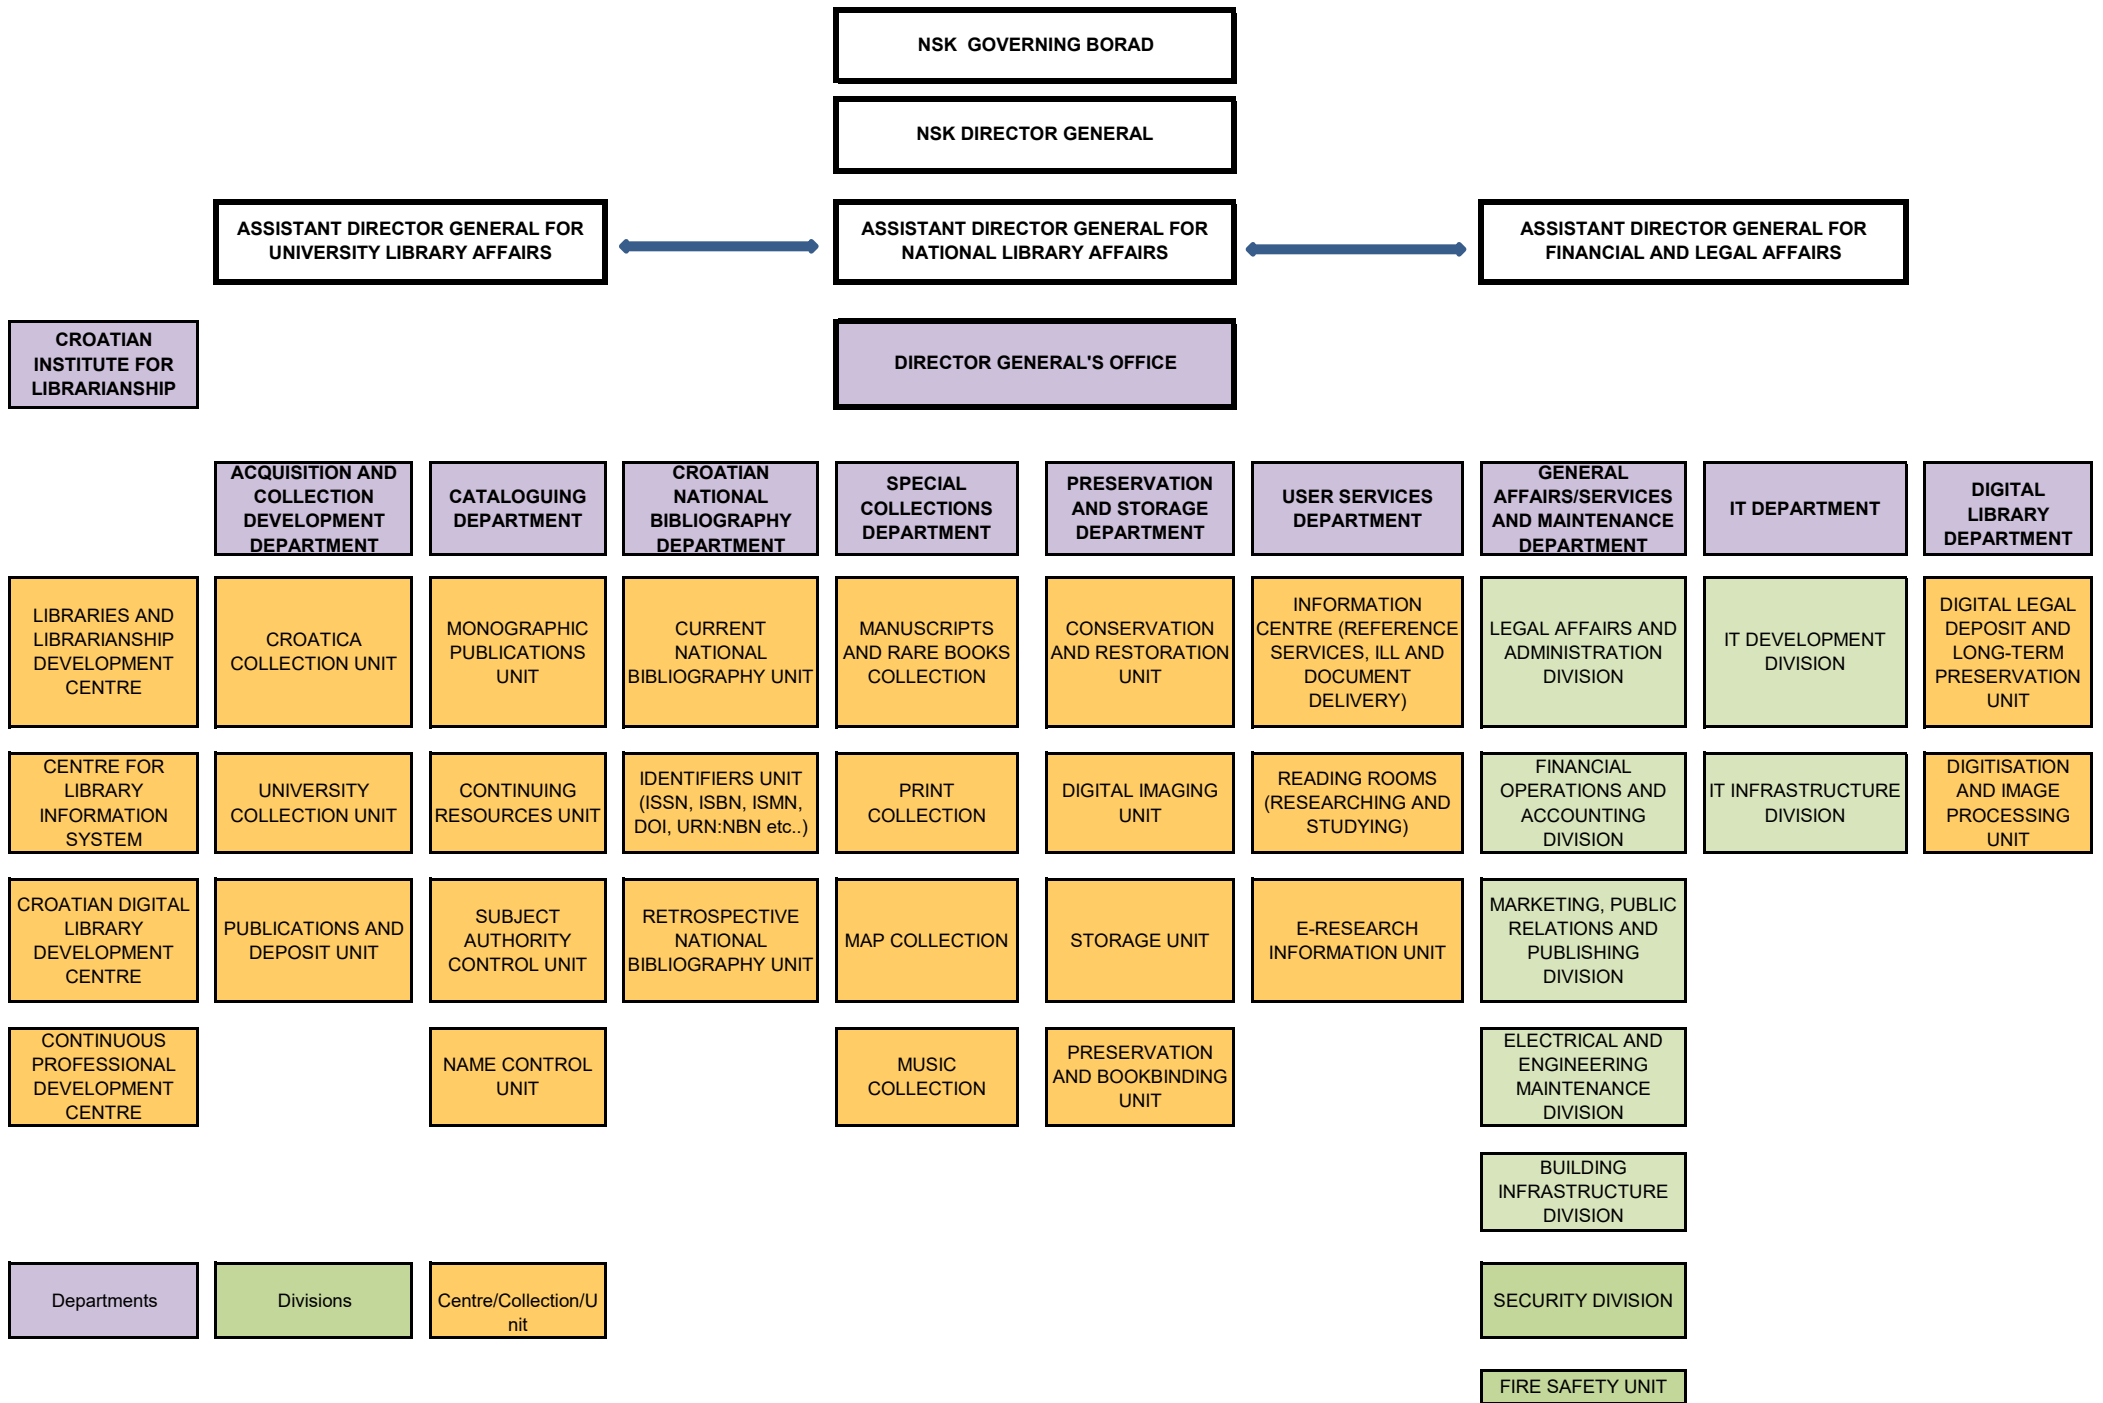 NSK  GOVERNING BORAD
NSK DIRECTOR GENERAL
ASSISTANT DIRECTOR GENERAL FOR
UNIVERSITY LIBRARY AFFAIRS
ASSISTANT DIRECTOR GENERAL FOR
NATIONAL LIBRARY AFFAIRS
ASSISTANT DIRECTOR GENERAL FOR
FINANCIAL AND LEGAL AFFAIRS
CROATIAN
INSTITUTE FOR
LIBRARIANSHIP
DIRECTOR GENERAL'S OFFICE
ACQUISITION AND
COLLECTION
DEVELOPMENT
DEPARTMENT
CATALOGUING
DEPARTMENT
CROATIAN
NATIONAL
BIBLIOGRAPHY
DEPARTMENT
SPECIAL
COLLECTIONS
DEPARTMENT
PRESERVATION
AND STORAGE
DEPARTMENT
USER SERVICES
DEPARTMENT
GENERAL
AFFAIRS/SERVICES
AND MAINTENANCE
DEPARTMENT
IT DEPARTMENT
DIGITAL
LIBRARY
DEPARTMENT
LIBRARIES AND
LIBRARIANSHIP
DEVELOPMENT
CENTRE
CROATICA
COLLECTION UNIT
MONOGRAPHIC
PUBLICATIONS
UNIT
CURRENT
NATIONAL
BIBLIOGRAPHY UNIT
MANUSCRIPTS
AND RARE BOOKS
COLLECTION
CONSERVATION
AND RESTORATION
UNIT
INFORMATION
CENTRE (REFERENCE
SERVICES, ILL AND
DOCUMENT
DELIVERY)
LEGAL AFFAIRS AND
ADMINISTRATION
DIVISION
IT DEVELOPMENT
DIVISION
DIGITAL LEGAL
DEPOSIT AND
LONG-TERM
PRESERVATION
UNIT
CENTRE FOR
LIBRARY
INFORMATION
SYSTEM
UNIVERSITY
COLLECTION UNIT
CONTINUING
RESOURCES UNIT
IDENTIFIERS UNIT
(ISSN, ISBN, ISMN,
DOI, URN:NBN etc..)
PRINT
COLLECTION
DIGITAL IMAGING
UNIT
READING ROOMS
(RESEARCHING AND
STUDYING)
FINANCIAL
OPERATIONS AND
ACCOUNTING
DIVISION
IT INFRASTRUCTURE
DIVISION
DIGITISATION
AND IMAGE
PROCESSING
UNIT
CROATIAN DIGITAL
LIBRARY
DEVELOPMENT
CENTRE
PUBLICATIONS AND
DEPOSIT UNIT
SUBJECT
AUTHORITY
CONTROL UNIT
RETROSPECTIVE
NATIONAL
BIBLIOGRAPHY UNIT
MAP COLLECTION
STORAGE UNIT
E-RESEARCH
INFORMATION UNIT
MARKETING, PUBLIC
RELATIONS AND
PUBLISHING
DIVISION
CONTINUOUS
PROFESSIONAL
DEVELOPMENT
CENTRE
NAME CONTROL
UNIT
MUSIC
COLLECTION
PRESERVATION
AND BOOKBINDING
UNIT
ELECTRICAL AND
ENGINEERING
MAINTENANCE
DIVISION
BUILDING
INFRASTRUCTURE
DIVISION
Departments
Divisions
Centre/Collection/U
nit
SECURITY DIVISION
FIRE SAFETY UNIT